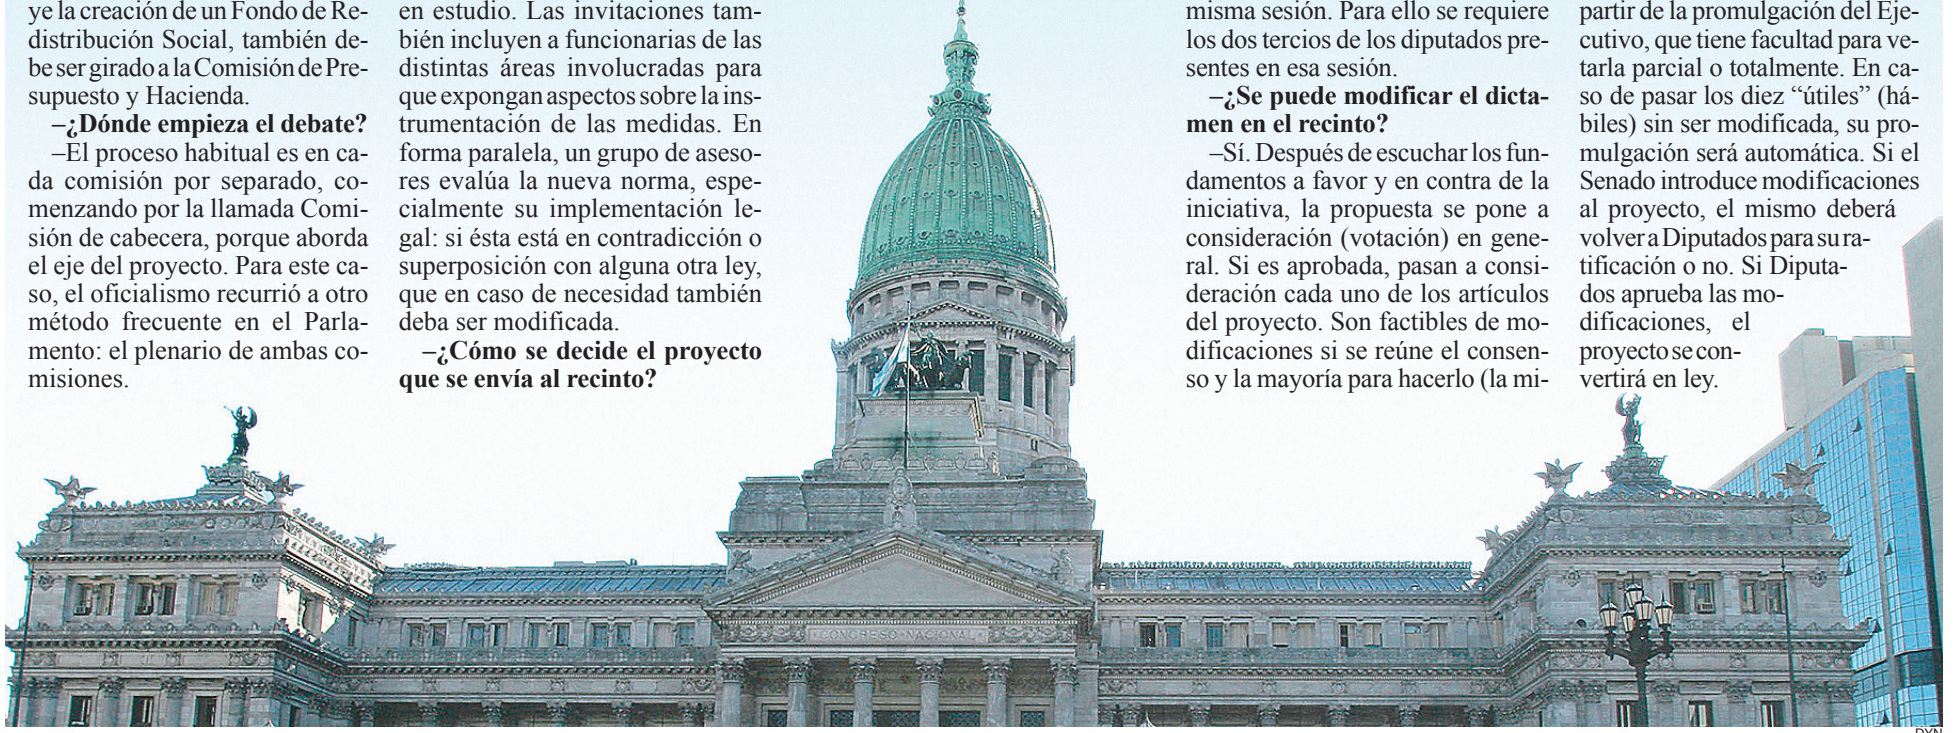 ye la creación de un Fondo de Re-
distribución Social, también de-
be ser girado a la Comisión de Pre-
supuesto y Hacienda.
–¿Dónde empieza el debate?
–El proceso habitual es en ca-
da comisión por separado, co-
menzando por la llamada Comi-
sión de cabecera, porque aborda
el eje del proyecto. Para este ca-
so, el oficialismo recurrió a otro
método frecuente en el Parla-
mento: el plenario de ambas co-
misiones.
en estudio. Las invitaciones tam-
bién incluyen a funcionarias de las
distintas áreas involucradas para
que expongan aspectos sobre la ins-
trumentación de las medidas. En
forma paralela, un grupo de aseso-
res evalúa la nueva norma, espe-
cialmente su implementación le-
gal: si ésta está en contradicción o
superposición con alguna otra ley,
que en caso de necesidad también
deba ser modificada.
–¿Cómo se decide el proyecto
que se envía al recinto?
misma sesión. Para ello se requiere
los dos tercios de los diputados pre-
sentes en esa sesión.
–¿Se puede modificar el dicta-
men en el recinto?
–Sí. Después de escuchar los fun-
damentos a favor y en contra de la
iniciativa, la propuesta se pone a
consideración (votación) en gene-
ral. Si es aprobada, pasan a consi-
deración cada uno de los artículos
del proyecto. Son factibles de mo-
dificaciones si se reúne el consen-
so y la mayoría para hacerlo (la mi-
partir de la promulgación del Eje-
cutivo, que tiene facultad para ve-
tarla parcial o totalmente. En ca-
so de pasar los diez “útiles” (há-
biles) sin ser modificada, su pro-
mulgación será automática. Si el
Senado introduce modificaciones
al proyecto, el mismo deberá
volver a Diputados para su ra-
tificación o no. Si Diputa-
dos aprueba las mo-
dificaciones, el
proyecto se con-
vertirá en ley.
CONGRESO NACIONAL
DYN